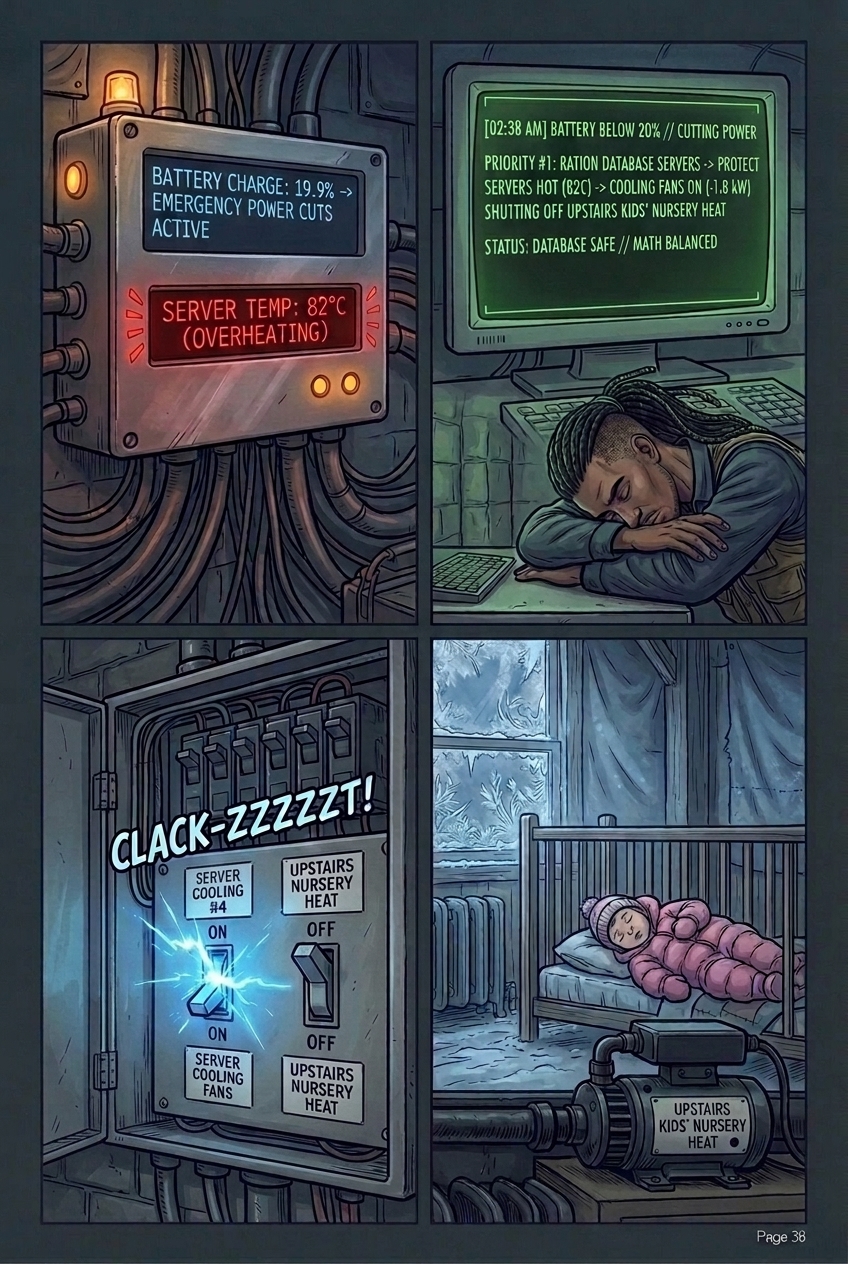 BATTERY CHARGE: 19.9% ->
EMERGENCY POWER CUTS
ACTIVE
SERVER TEMP: 82°C
(OVERHEATING)
[02:38 AM] BATTERY BELOW 20% // CUTTING POWER
PRIORITY #1: RATION DATABASE SERVERS -> PROTECT
SERVERS HOT (82C) -> COOLING FANS ON (-1.8 kW)
SHUTTING OFF UPSTAIRS KIDS' NURSERY HEAT
STATUS: DATABASE SAFE // MATH BALANCED
CLACK-ZZZZZT!
SERVER
COOLING
#4
ON
ON
SERVER
COOLING
FANS
UPSTAIRS
NURSERY
HEAT
OFF
OFF
UPSTAIRS
NURSERY
HEAT
UPSTAIRS
KIDS' NURSERY
HEAT
Page 38